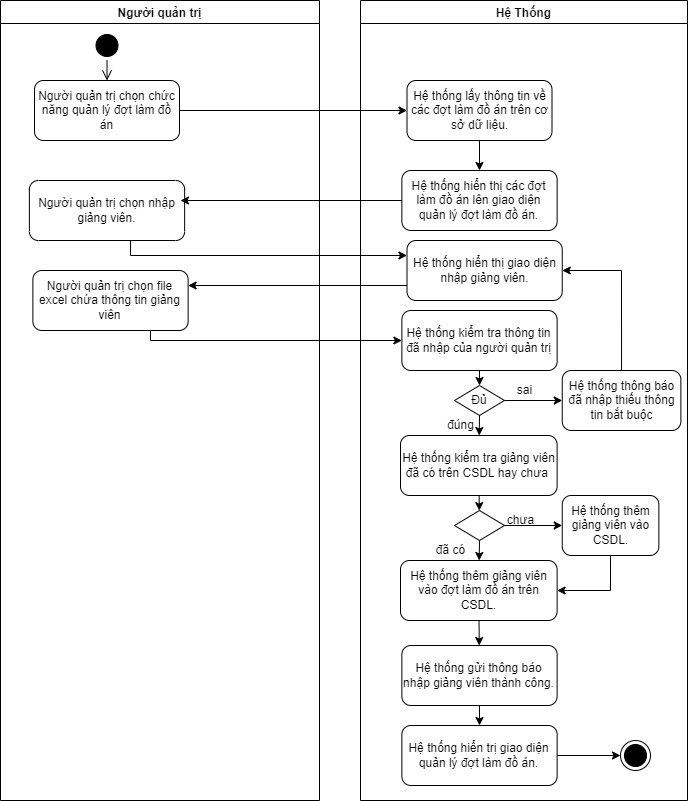 Người quản trị
Hệ Thống
Người quản trị chọn chức
năng quản lý đợt làm đồ
án
Hệ thống lấy thông tin về
các đợt làm đồ án trên cơ
sở dữ liệu.
Hệ thống hiển thị các đợt
làm đồ án lên giao diện
quản lý đợt làm đồ án.
Người quản trị chọn nhập
giảng viên.
Hệ thống hiển thị giao diện
nhập giảng viên.
Người quản trị chọn file
excel chứa thông tin giảng
viên
Hệ thống kiểm tra thông tin
đã nhập của người quản trị
Đủ
sai
Hệ thống thông báo
đã nhập thiếu thông
tin bắt buộc
đúng
Hệ thống kiểm tra giảng viên
đã có trên CSDL hay chưa
chưa
Hệ thống thêm
giảng viên vào
CSDL.
đã có
Hệ thống thêm giảng viên
vào đợt làm đồ án trên
CSDL.
Hệ thống gửi thông báo
nhập giảng viên thành công.
Hệ thống hiển trị giao diện
quản lý đợt làm đồ án.